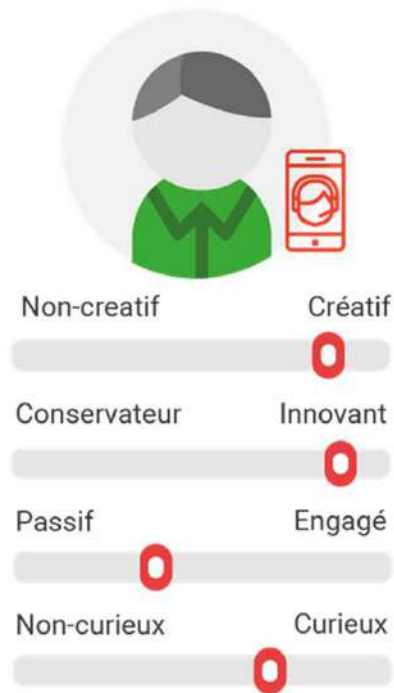 Non-creatif Créatif
Conservateur Innovant
Passif Engagé
Non-curieux Curieux